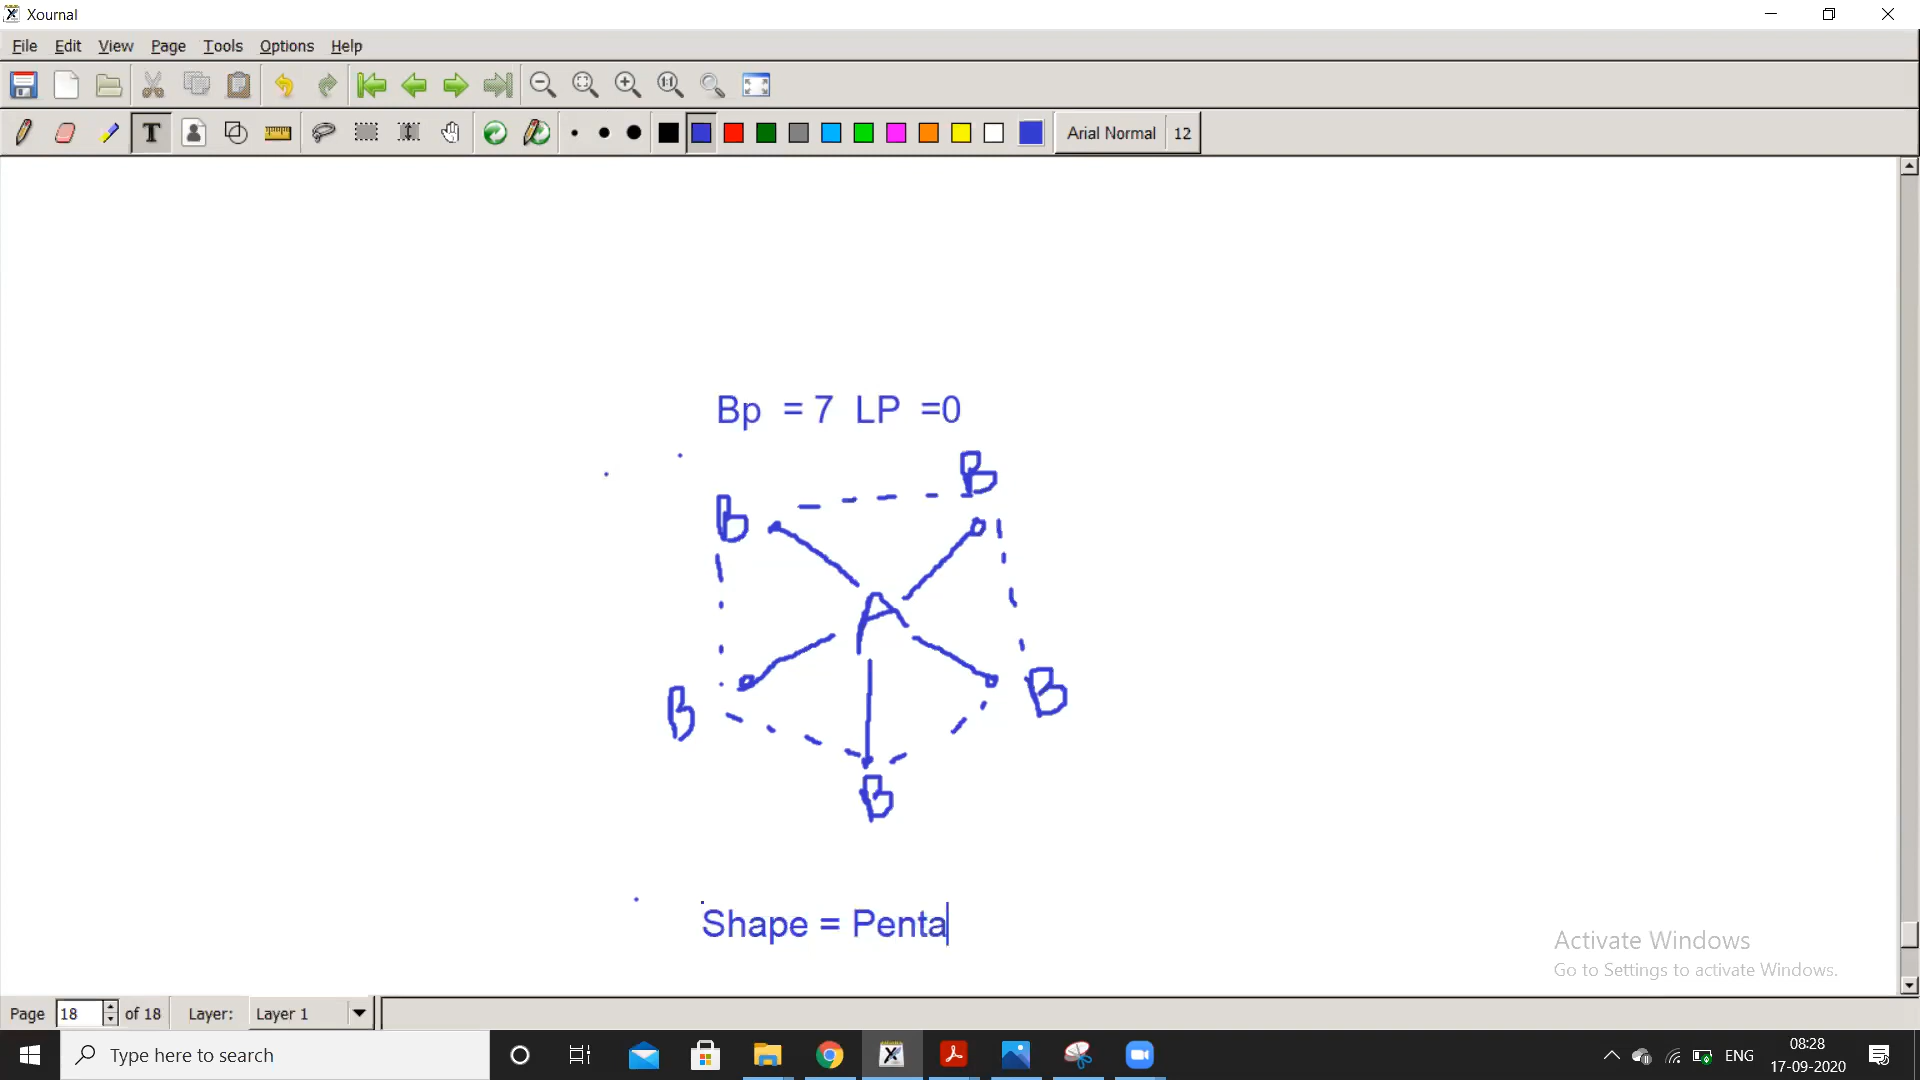 Xournal
File Edit View Page Tools Options Help
T 1:1 Arial Normal 12
Bp = 7 LP =0
B
B
A
B
B
B
Shape = Penta
Activate Windows
Go to Settings to activate Windows.
Page 18 of 18 Layer: Layer 1
Type here to search
ENG
08:28
17-09-2020